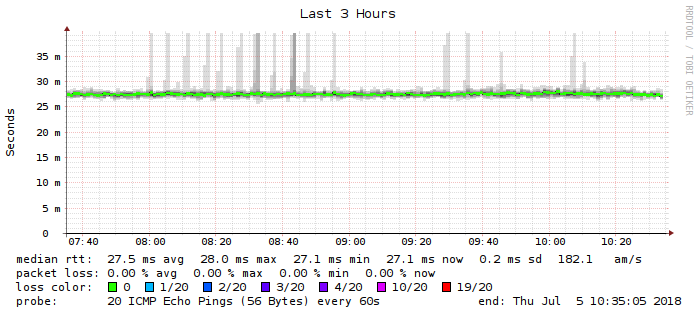 Last 3 Hours
RRDTOOL / TOBI OETIKER
Seconds
35 m
30 m
25 m
20 m
15 m
10 m
5 m
0
07:40 08:00 08:20 08:40 09:00 09:20 09:40 10:00 10:20
median rtt: 27.5 ms avg 28.0 ms max 27.1 ms min 27.1 ms now 0.2 ms sd 182.1 am/s
packet loss: 0.00 % avg 0.00 % max 0.00 % min 0.00 % now
loss color: 0 1/20 2/20 3/20 4/20 10/20 19/20
probe: 20 ICMP Echo Pings (56 Bytes) every 60s end: Thu Jul 5 10:35:05 2018